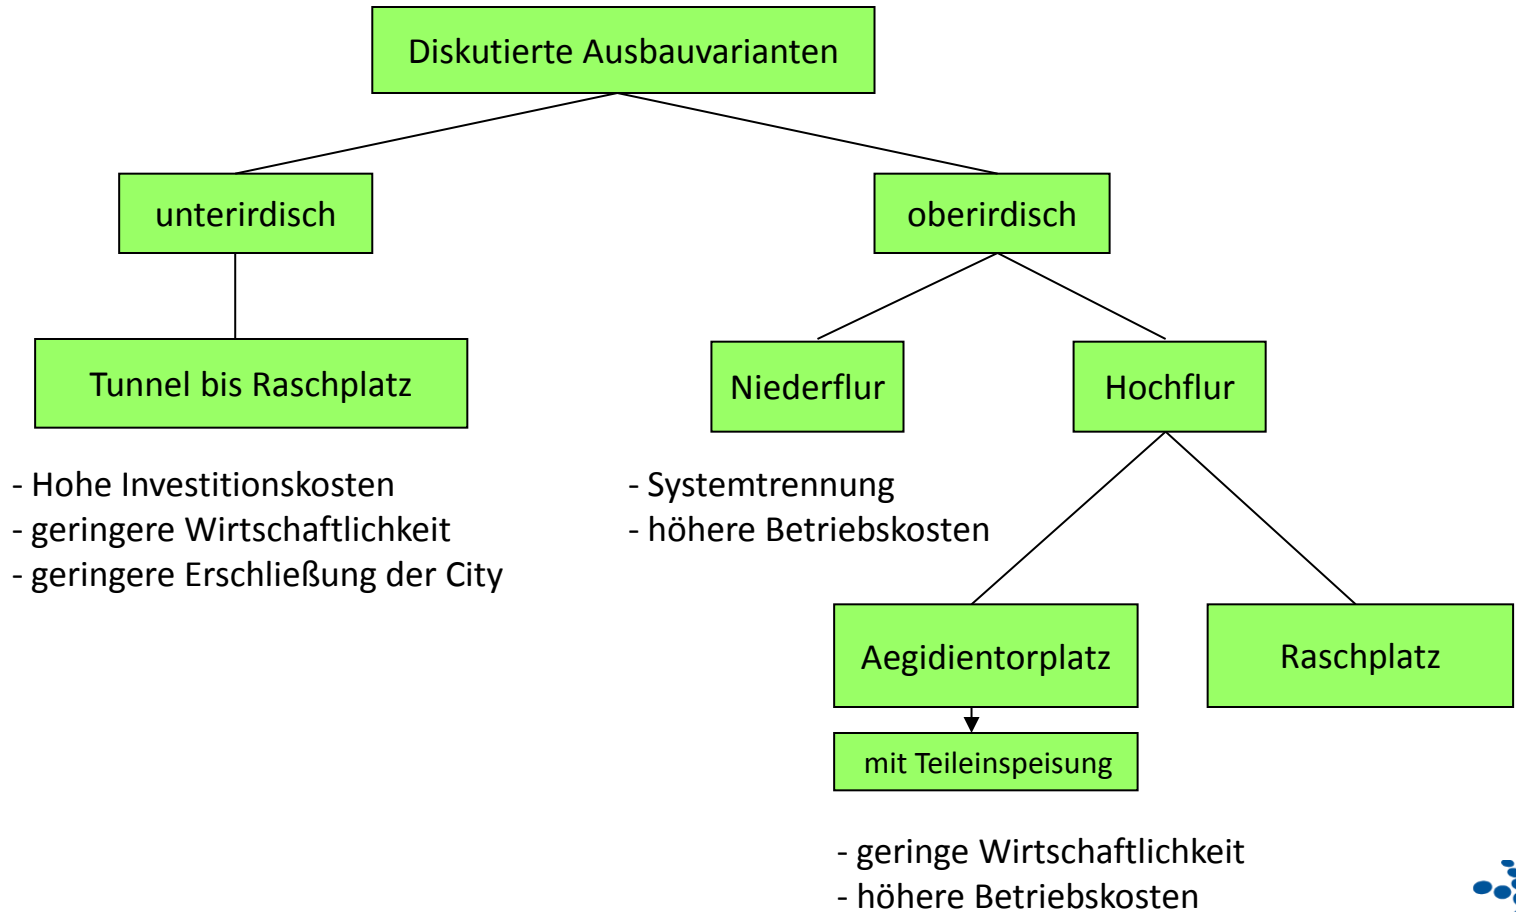 Diskutierte Ausbauvarianten
unterirdisch
oberirdisch
Tunnel bis Raschplatz
Niederflur
Hochflur
- Hohe Investitionskosten
- geringere Wirtschaftlichkeit
- geringere Erschließung der City
- Systemtrennung
- höhere Betriebskosten
Aegidientorplatz
Raschplatz
mit Teileinspeisung
- geringe Wirtschaftlichkeit
- höhere Betriebskosten